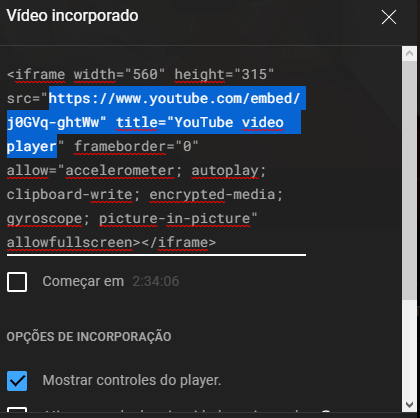 Vídeo incorporado
<iframe width="560" height="315"
src="https://www.youtube.com/embed/
j0GVq-ghtWw" title="YouTube video
player" frameborder="0"
allow="accelerometer; autoplay;
clipboard-write; encrypted-media;
gyroscope; picture-in-picture"
allowfullscreen></iframe>
Começar em 2:34:06
OPÇÕES DE INCORPORAÇÃO
Mostrar controles do player.